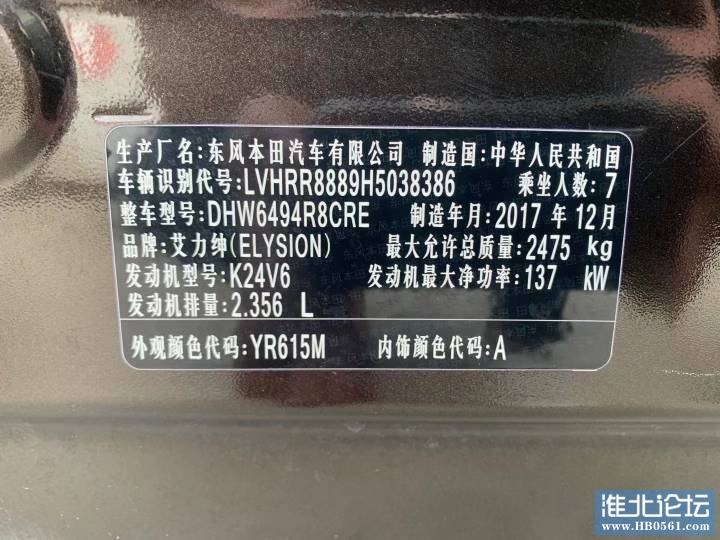 生产厂名:东风本田汽车有限公司 制造国:中华人民共和国
车辆识别代号:LVHRR8889H5038386 乘坐人数:7
整车型号:DHW6494R8CRE 制造年月:2017 年 12月
品牌:艾力绅(ELYSION) 最大允许总质量:2475 kg
发动机型号:K24V6 发动机最大净功率:137 kW
发动机排量:2.356 L
外观颜色代码:YR615M 内饰颜色代码:A
淮北论坛
www.HB0561.com